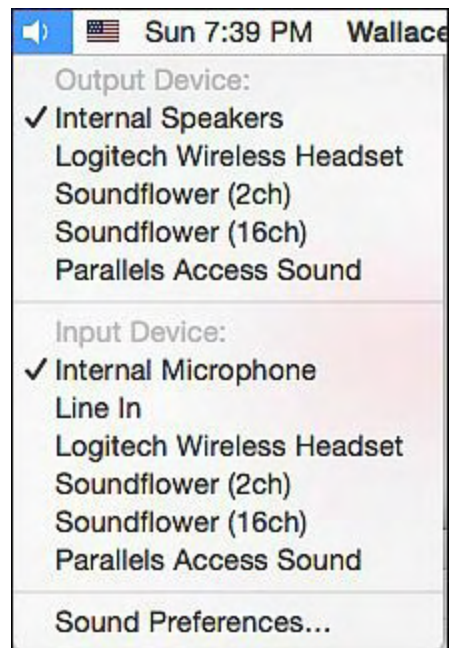 Sun 7:39 PM Wallace
Output Device:
✓ Internal Speakers
Logitech Wireless Headset
Soundflower (2ch)
Soundflower (16ch)
Parallels Access Sound
Input Device:
✓ Internal Microphone
Line In
Logitech Wireless Headset
Soundflower (2ch)
Soundflower (16ch)
Parallels Access Sound
Sound Preferences...